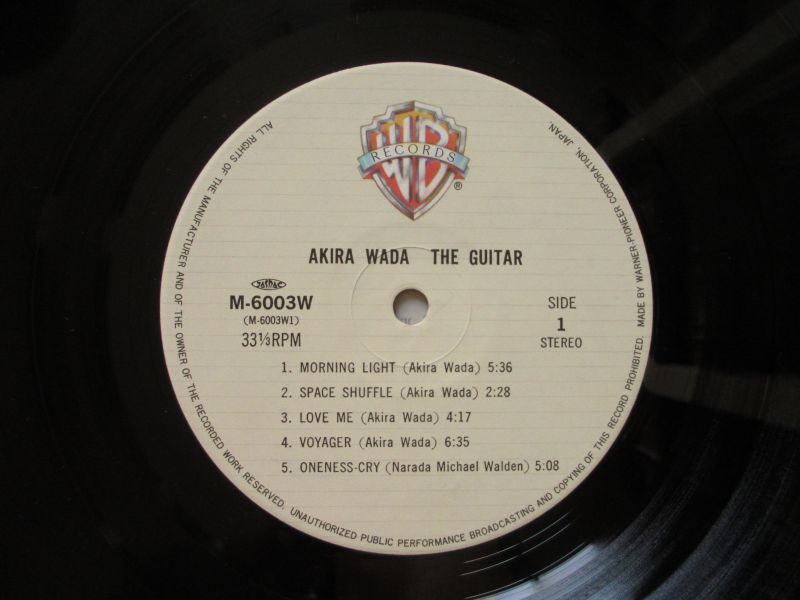 WB
RECORDS
®
AKIRA WADA THE GUITAR
JASRAC
M-6003W
(M-6003W1)
33⅓RPM
SIDE
1
STEREO
1. MORNING LIGHT (Akira Wada) 5:36
2. SPACE SHUFFLE (Akira Wada) 2:28
3. LOVE ME (Akira Wada) 4:17
4. VOYAGER (Akira Wada) 6:35
5. ONENESS-CRY (Narada Michael Walden) 5:08
ALL RIGHTS OF THE MANUFACTURER AND OF THE OWNER OF THE RECORDED WORK RESERVED. UNAUTHORIZED PUBLIC PERFORMANCE BROADCASTING AND COPYING OF THIS RECORD PROHIBITED. MADE BY WARNER-PIONEER CORPORATION, JAPAN.